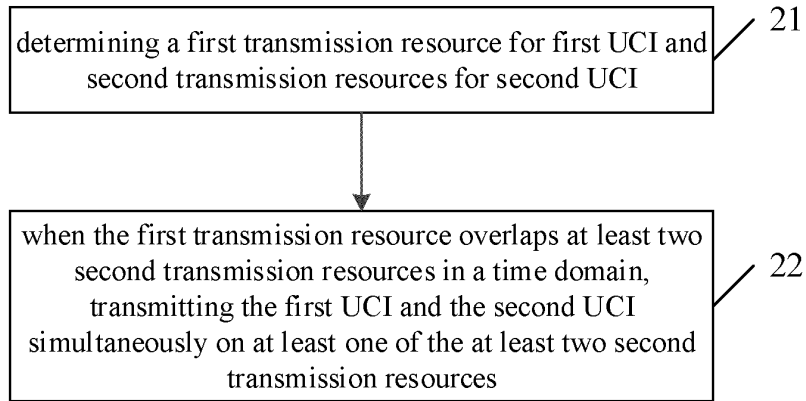 determining a first transmission resource for first UCI and
second transmission resources for second UCI
21
when the first transmission resource overlaps at least two
second transmission resources in a time domain,
transmitting the first UCI and the second UCI
simultaneously on at least one of the at least two second
transmission resources
22